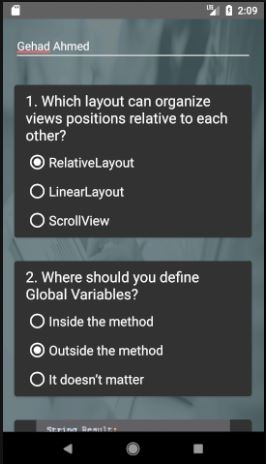 LTE 2:09
Gehad Ahmed
1. Which layout can organize
views positions relative to each
other?
RelativeLayout
LinearLayout
ScrollView
2. Where should you define
Global Variables?
Inside the method
Outside the method
It doesn't matter
String Result;